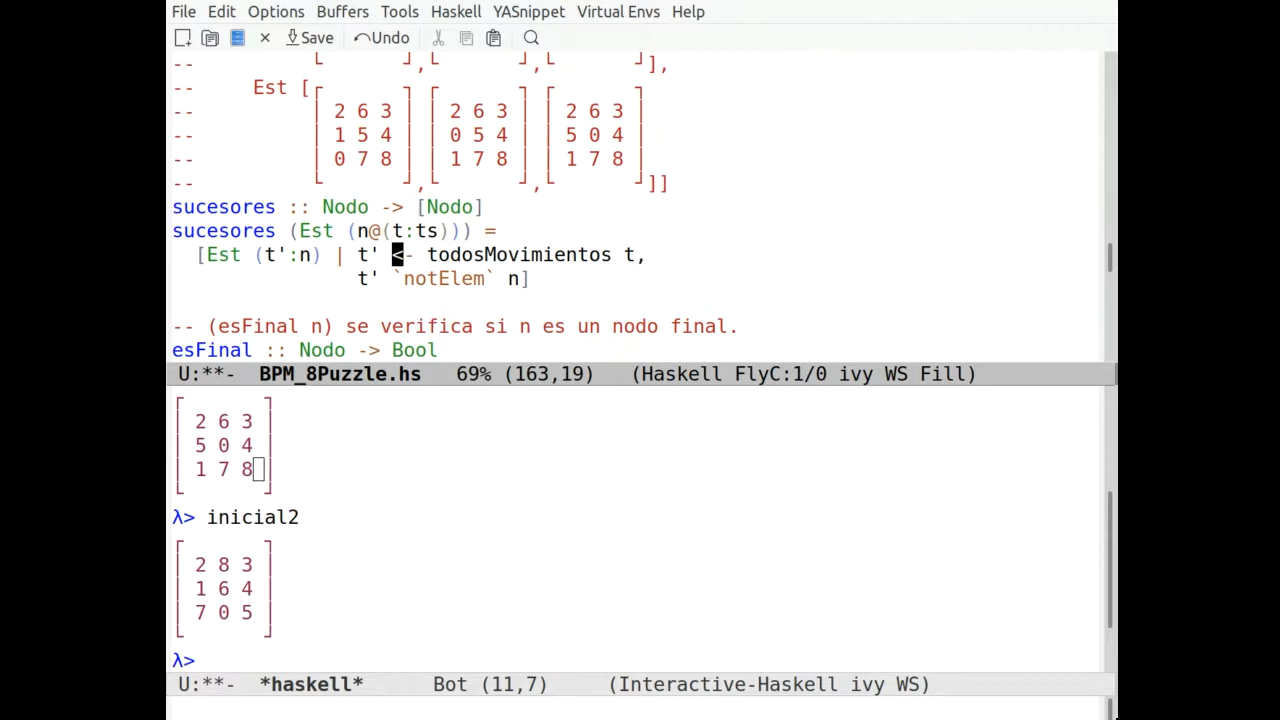 File Edit Options Buffers Tools Haskell YASnippet Virtual Envs Help
Save Undo
-- └ ┘,└ ┘,└ ┘],
-- Est [┌ ┐ ┌ ┐ ┌ ┐
-- │ 2 6 3 │ │ 2 6 3 │ │ 2 6 3 │
-- │ 1 5 4 │ │ 0 5 4 │ │ 5 0 4 │
-- │ 0 7 8 │ │ 1 7 8 │ │ 1 7 8 │
-- └ ┘,└ ┘,└ ┘]]
sucesores :: Nodo -> [Nodo]
sucesores (Est (n@(t:ts))) =
[Est (t':n) | t' <- todosMovimientos t,
t' `notElem` n]
-- (esFinal n) se verifica si n es un nodo final.
esFinal :: Nodo -> Bool
U:**- BPM_8Puzzle.hs 69% (163,19) (Haskell FlyC:1/0 ivy WS Fill)
┌ ┐
│ 2 6 3 │
│ 5 0 4 │
│ 1 7 8 │
└ ┘
λ> inicial2
┌ ┐
│ 2 8 3 │
│ 1 6 4 │
│ 7 0 5 │
└ ┘
λ>
U:**- *haskell* Bot (11,7) (Interactive-Haskell ivy WS)